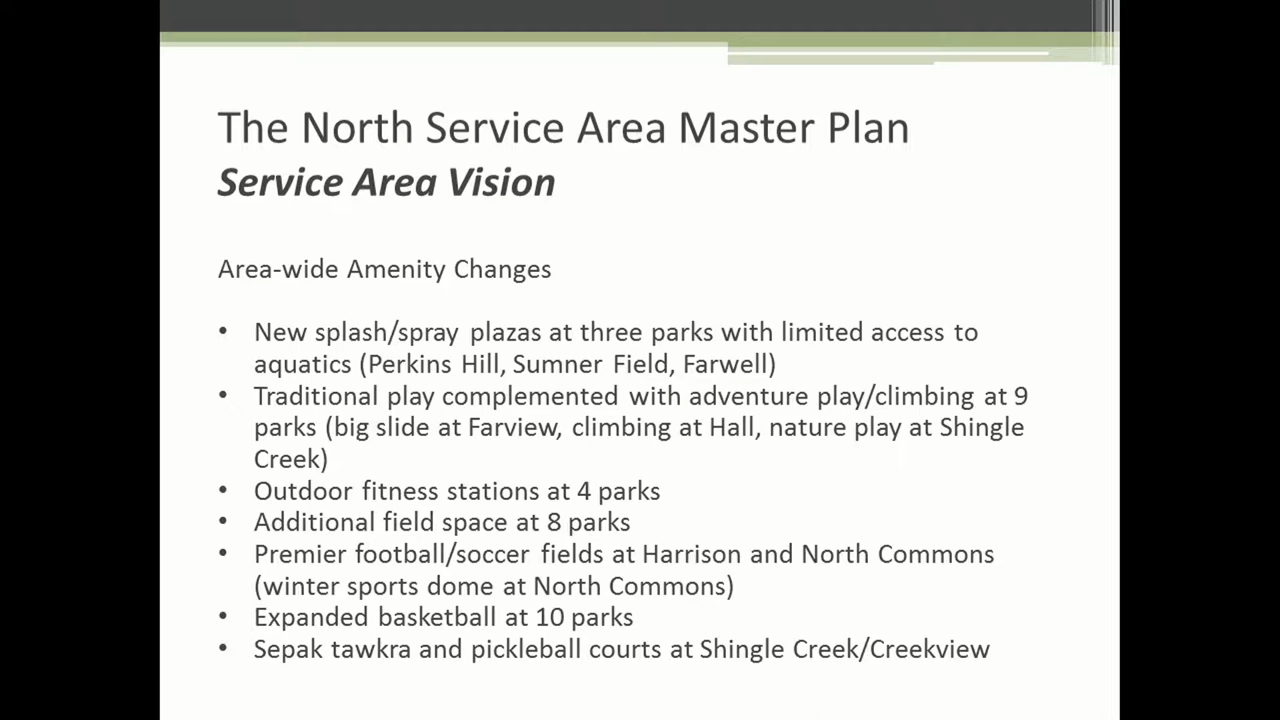 The North Service Area Master Plan
Service Area Vision
Area-wide Amenity Changes
• New splash/spray plazas at three parks with limited access to
aquatics (Perkins Hill, Sumner Field, Farwell)
• Traditional play complemented with adventure play/climbing at 9
parks (big slide at Farview, climbing at Hall, nature play at Shingle
Creek)
• Outdoor fitness stations at 4 parks
• Additional field space at 8 parks
• Premier football/soccer fields at Harrison and North Commons
(winter sports dome at North Commons)
• Expanded basketball at 10 parks
• Sepak tawkra and pickleball courts at Shingle Creek/Creekview